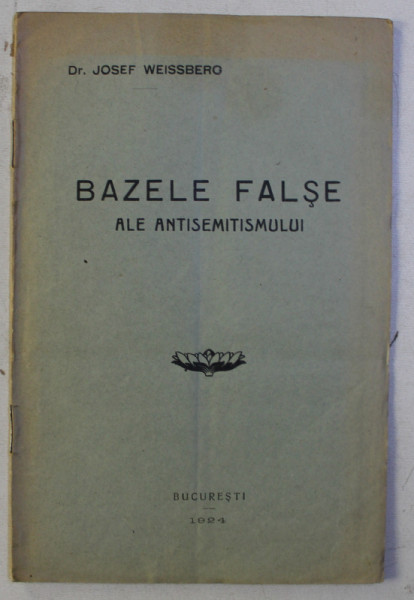 Dr. JOSEF WEISSBERG
BAZELE FALŞE
ALE ANTISEMITISMULUI
BUCUREŞTI
1924